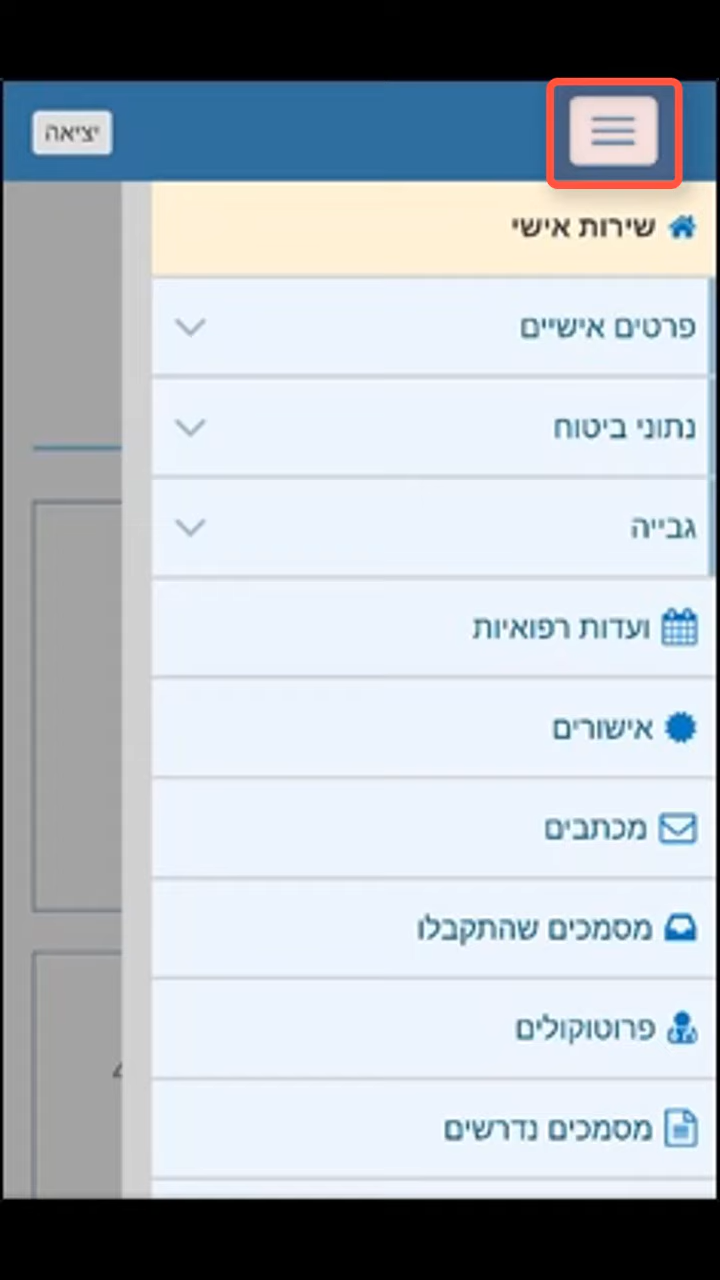 יציאה
שירות אישי
פרטים אישיים
נתוני ביטוח
גבייה
ועדות רפואיות
אישורים
מכתבים
מסמכים שהתקבלו
פרוטוקולים
מסמכים נדרשים